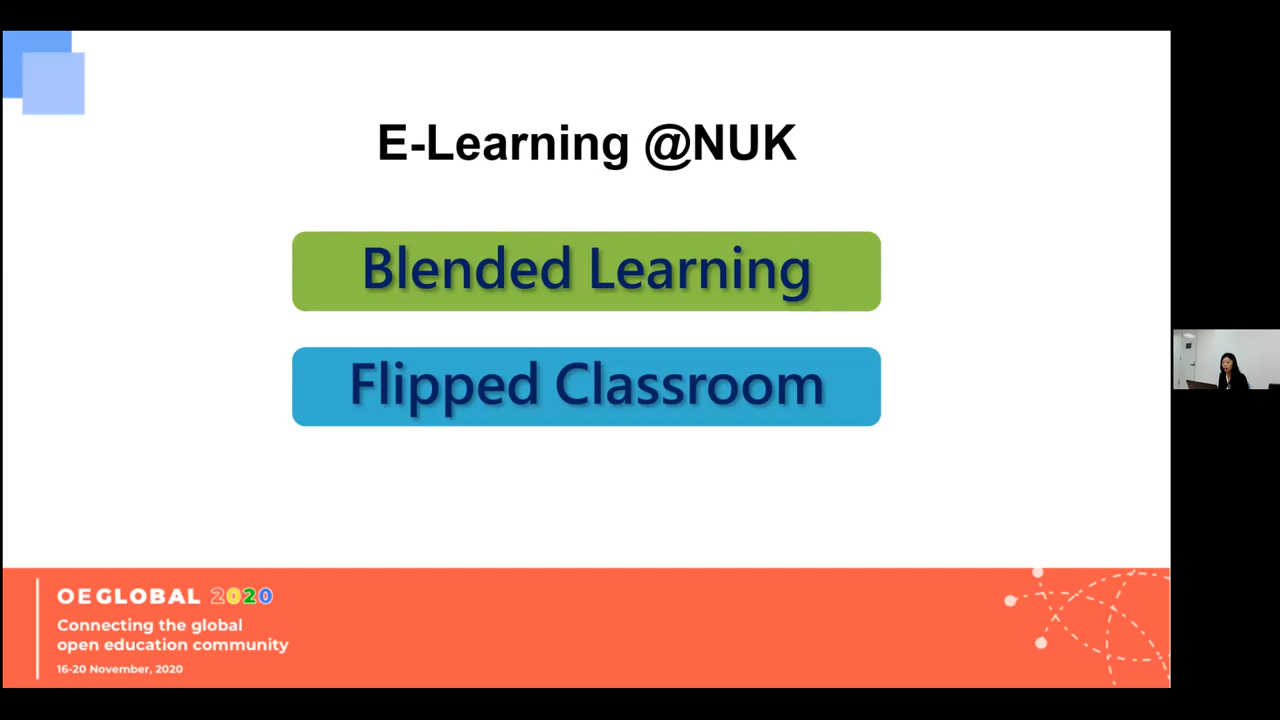 E-Learning @NUK
Blended Learning
Flipped Classroom
OEGLOBAL 2020
Connecting the global
open education community
16-20 November, 2020